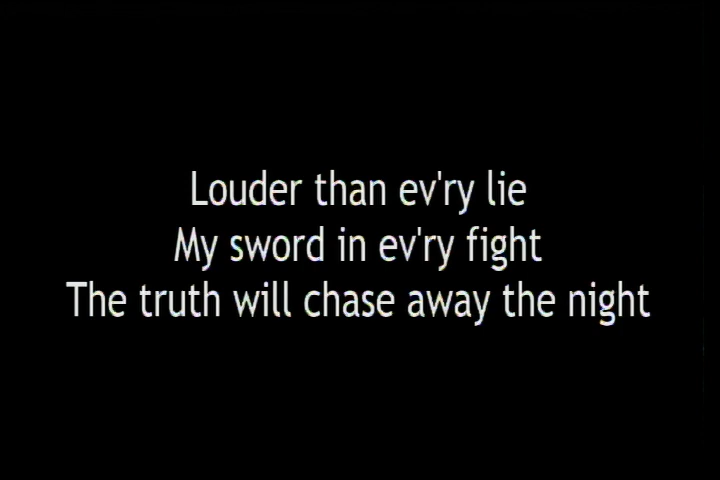 Louder than ev'ry lie
My sword in ev'ry fight
The truth will chase away the night